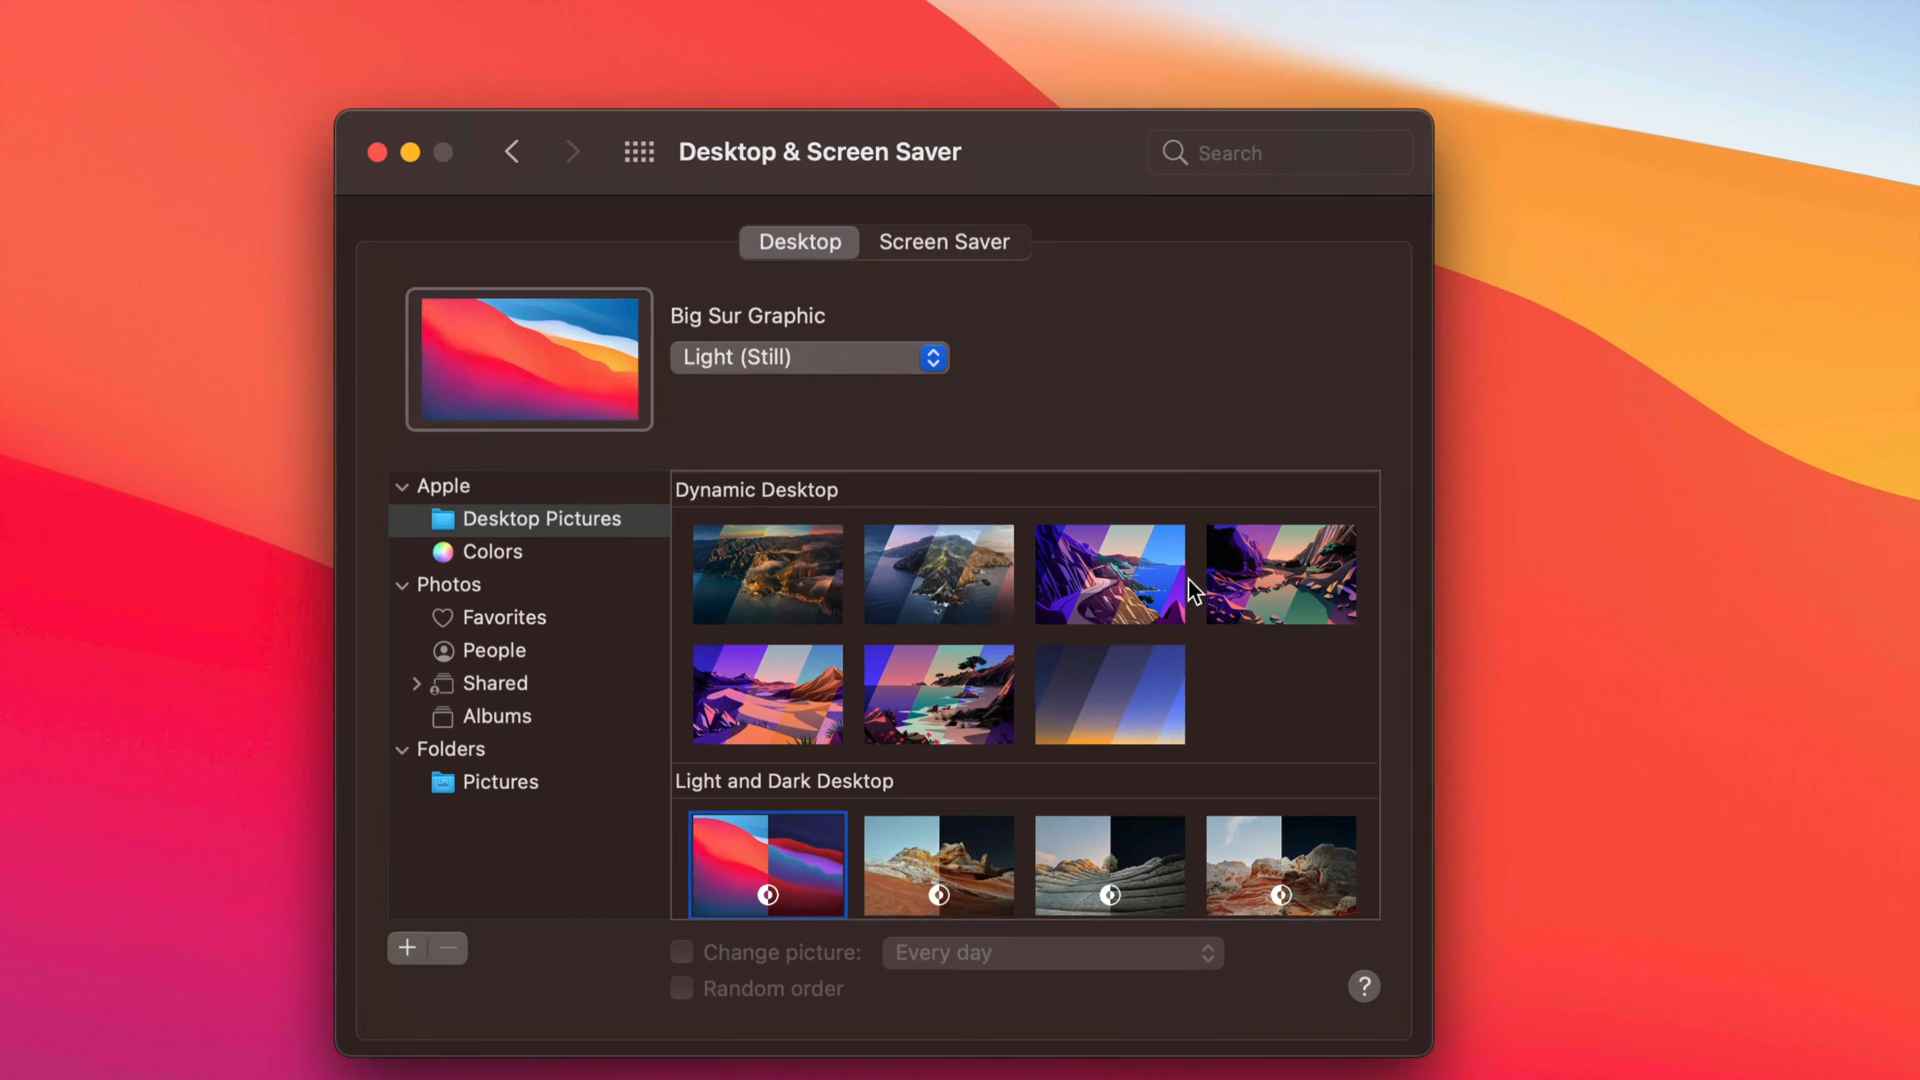 Desktop & Screen Saver
Search
Desktop
Screen Saver
Big Sur Graphic
Light (Still)
Apple
Desktop Pictures
Colors
Photos
Favorites
People
Shared
Albums
Folders
Pictures
Dynamic Desktop
Light and Dark Desktop
+ −
Change picture: Every day
Random order
?